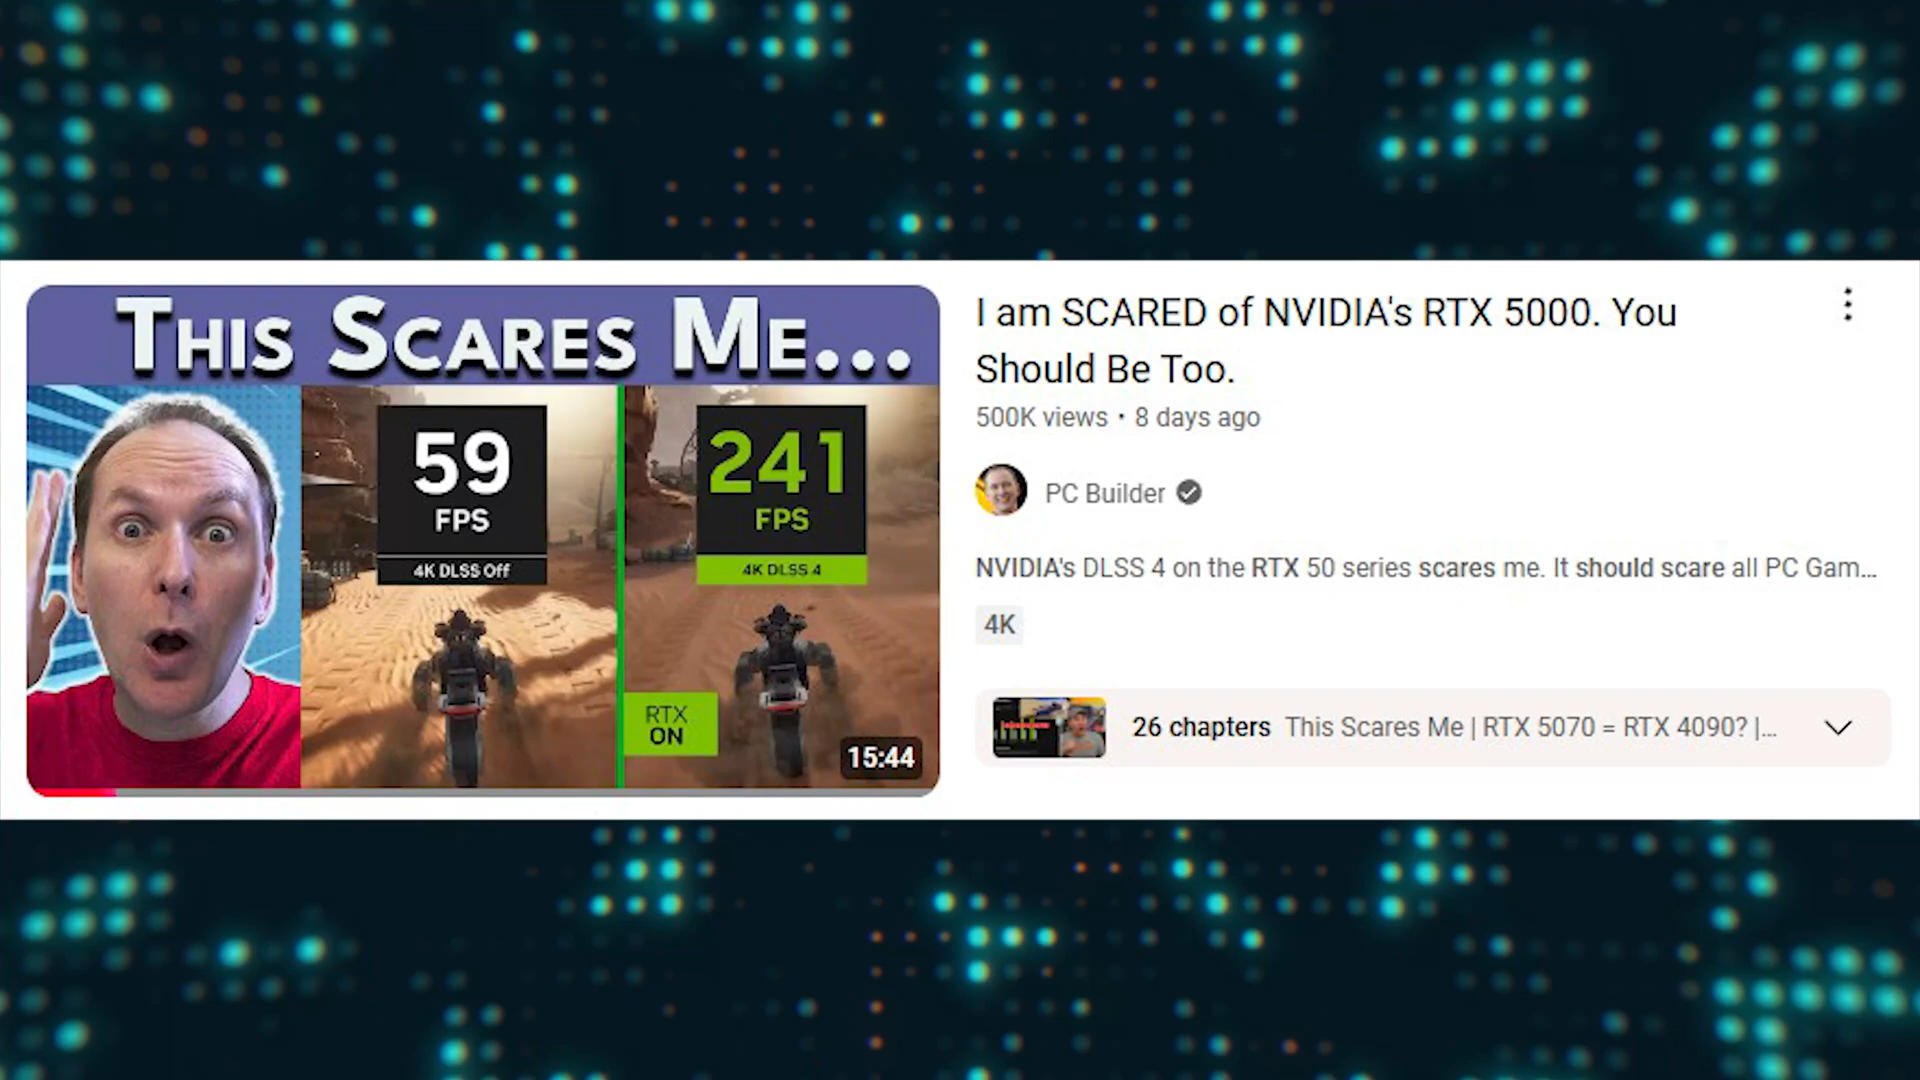 THIS SCARES ME...
59
FPS
4K DLSS Off
241
FPS
4K DLSS 4
RTX
ON
15:44
I am SCARED of NVIDIA's RTX 5000. You
Should Be Too.
500K views • 8 days ago
PC Builder
NVIDIA's DLSS 4 on the RTX 50 series scares me. It should scare all PC Gam...
4K
26 chapters This Scares Me | RTX 5070 = RTX 4090? |...